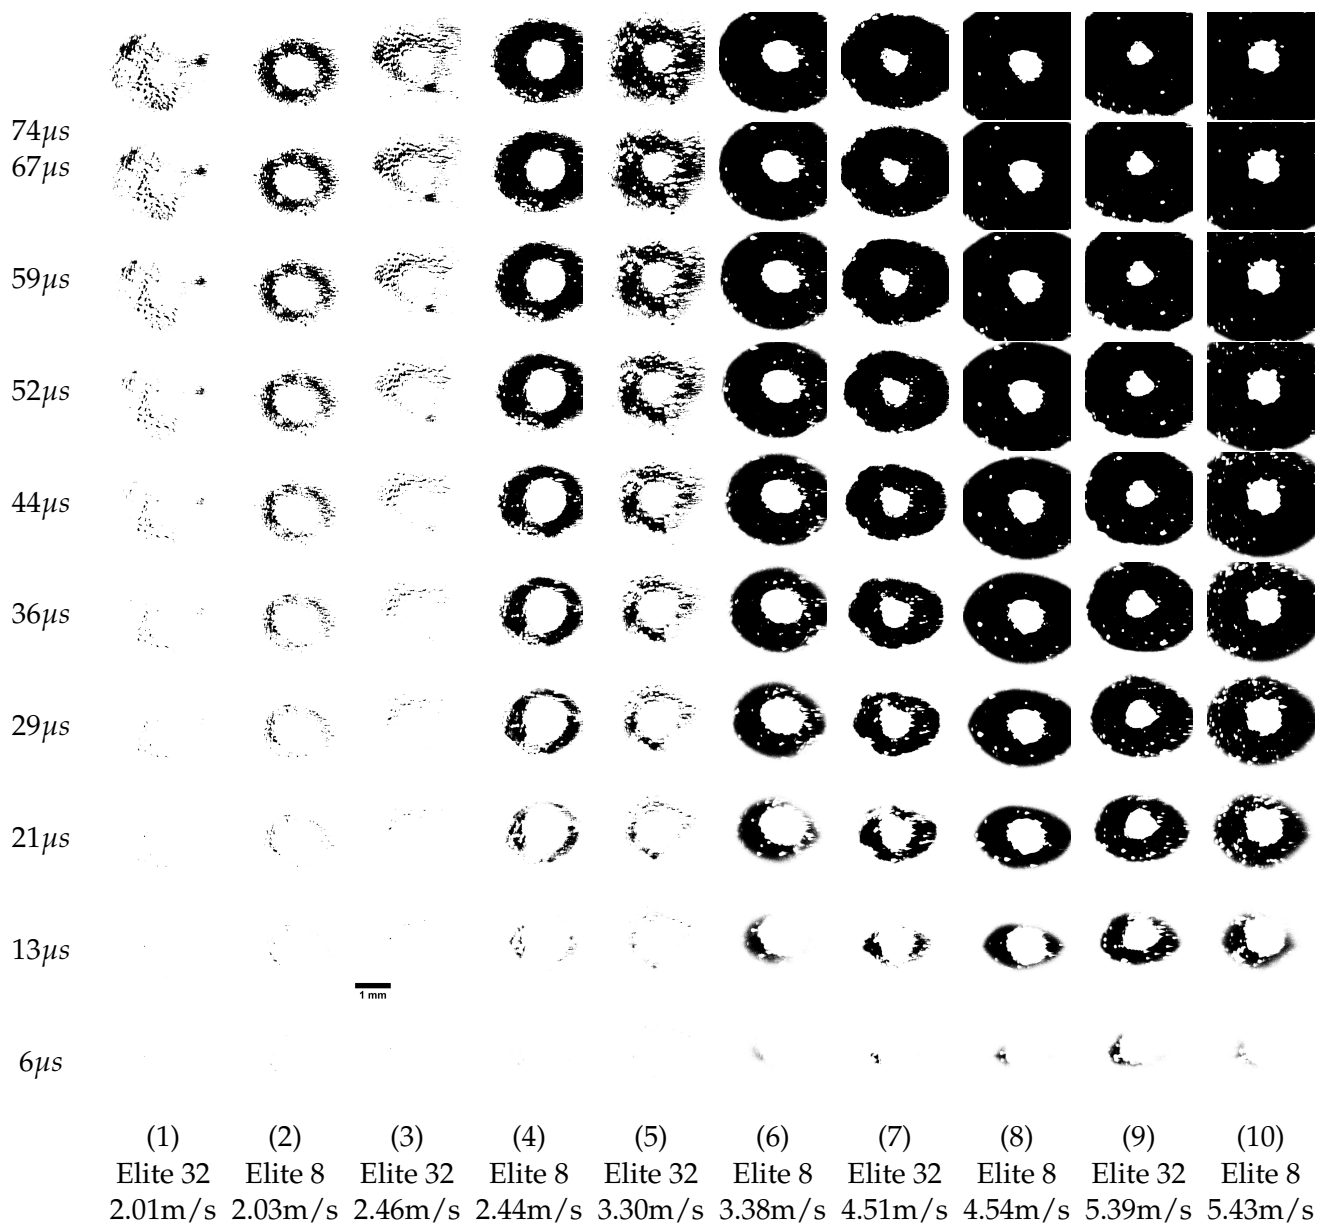 74μs
67μs
59μs
52μs
44μs
36μs
29μs
21μs
13μs
1 mm
6μs
(1) (2) (3) (4) (5) (6) (7) (8) (9) (10)
Elite 32 Elite 8 Elite 32 Elite 8 Elite 32 Elite 8 Elite 32 Elite 8 Elite 32 Elite 8
2.01m/s 2.03m/s 2.46m/s 2.44m/s 3.30m/s 3.38m/s 4.51m/s 4.54m/s 5.39m/s 5.43m/s